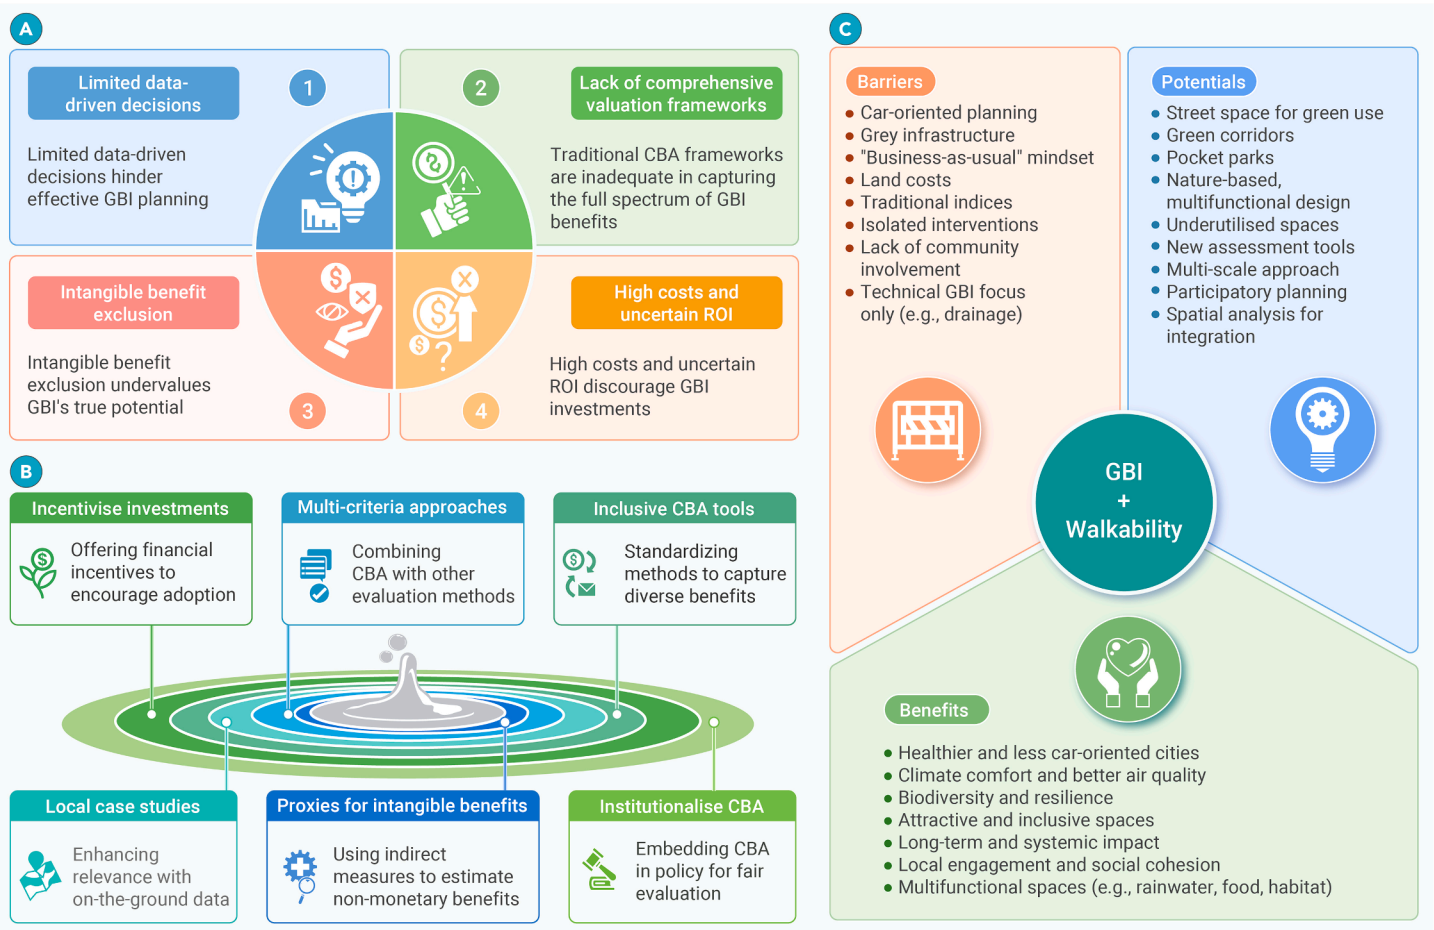 A
Limited data-
driven decisions
1
Limited data-driven
decisions hinder
effective GBI planning
2
Lack of comprehensive
valuation frameworks
Traditional CBA frameworks
are inadequate in capturing
the full spectrum of GBI
benefits
Intangible benefit
exclusion
Intangible benefit
exclusion undervalues
GBI's true potential
3
High costs and
uncertain ROI
High costs and uncertain
ROI discourage GBI
investments
4
B
Incentivise investments
Offering financial
incentives to
encourage adoption
Multi-criteria approaches
Combining
CBA with other
evaluation methods
Inclusive CBA tools
Standardizing
methods to capture
diverse benefits
Local case studies
Enhancing
relevance with
on-the-ground data
Proxies for intangible benefits
Using indirect
measures to estimate
non-monetary benefits
Institutionalise CBA
Embedding CBA
in policy for fair
evaluation
C
Barriers
Car-oriented planning
Grey infrastructure
"Business-as-usual" mindset
Land costs
Traditional indices
Isolated interventions
Lack of community
involvement
Technical GBI focus
only (e.g., drainage)
Potentials
Street space for green use
Green corridors
Pocket parks
Nature-based,
multifunctional design
Underutilised spaces
New assessment tools
Multi-scale approach
Participatory planning
Spatial analysis for
integration
GBI
+
Walkability
Benefits
Healthier and less car-oriented cities
Climate comfort and better air quality
Biodiversity and resilience
Attractive and inclusive spaces
Long-term and systemic impact
Local engagement and social cohesion
Multifunctional spaces (e.g., rainwater, food, habitat)